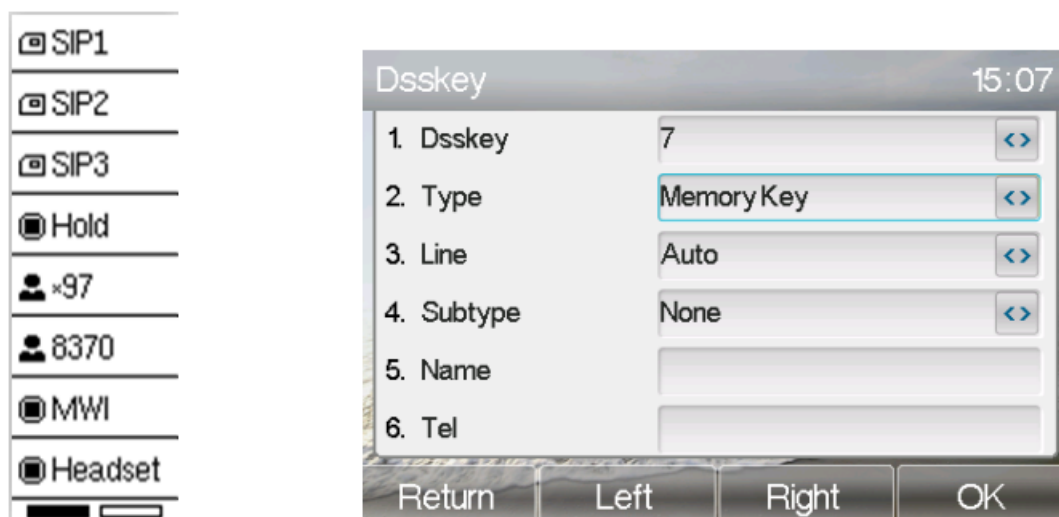 SIP1
SIP2
SIP3
Hold
×97
8370
MWI
Headset
Dsskey 15:07
1. Dsskey 7 <>
2. Type Memory Key <>
3. Line Auto <>
4. Subtype None <>
5. Name
6. Tel
Return Left Right OK